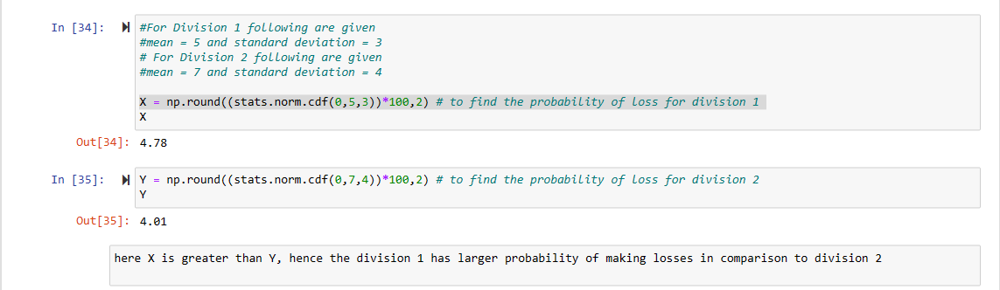 In [34]: #For Division 1 following are given
#mean = 5 and standard deviation = 3
# For Division 2 following are given
#mean = 7 and standard deviation = 4
X = np.round((stats.norm.cdf(0,5,3))*100,2) # to find the probability of loss for division 1
X
Out[34]: 4.78
In [35]: Y = np.round((stats.norm.cdf(0,7,4))*100,2) # to find the probability of loss for division 2
Y
Out[35]: 4.01
here X is greater than Y, hence the division 1 has larger probability of making losses in comparison to division 2